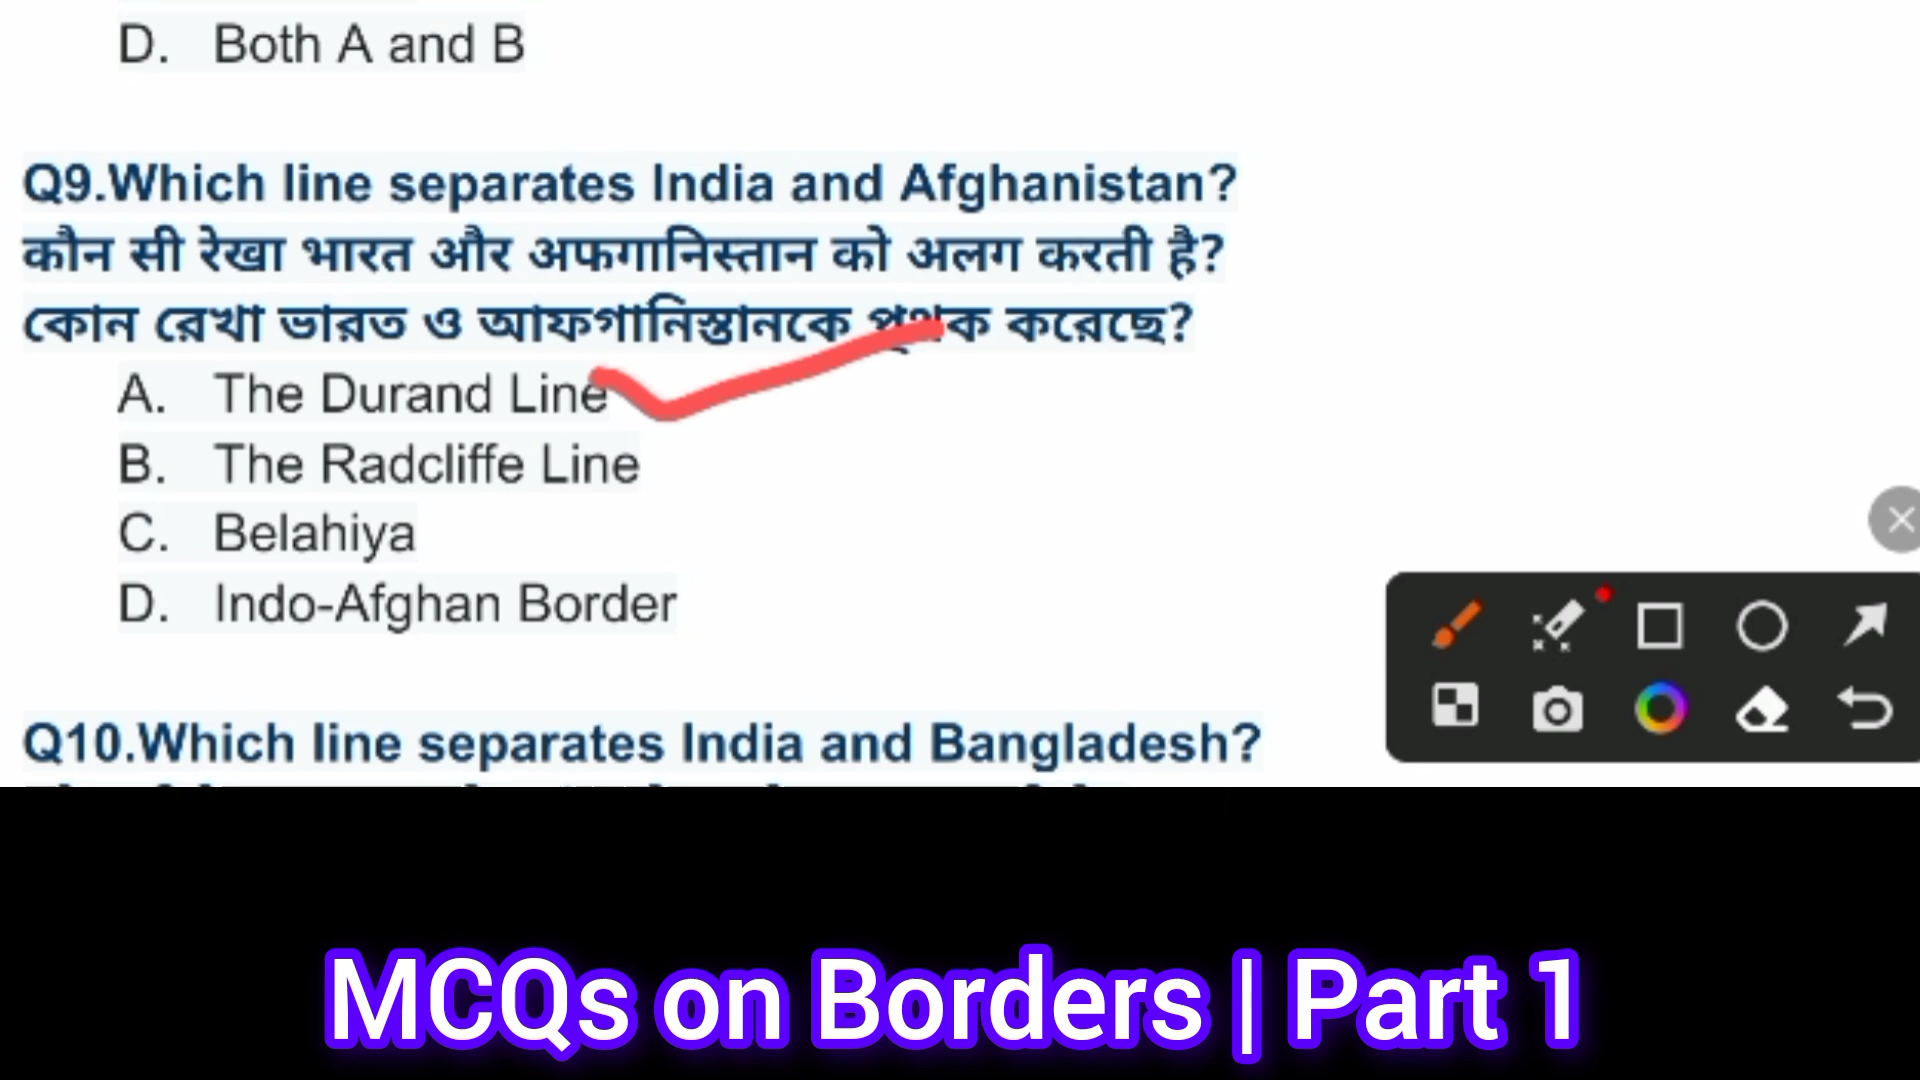 D. Both A and B
Q9.Which line separates India and Afghanistan?
कौन सी रेखा भारत और अफगानिस्तान को अलग करती है?
কোন রেখা ভারত ও আফগানিস্তানকে পৃথক করেছে?
A. The Durand Line
B. The Radcliffe Line
C. Belahiya
D. Indo-Afghan Border
Q10.Which line separates India and Bangladesh?
MCQs on Borders | Part 1